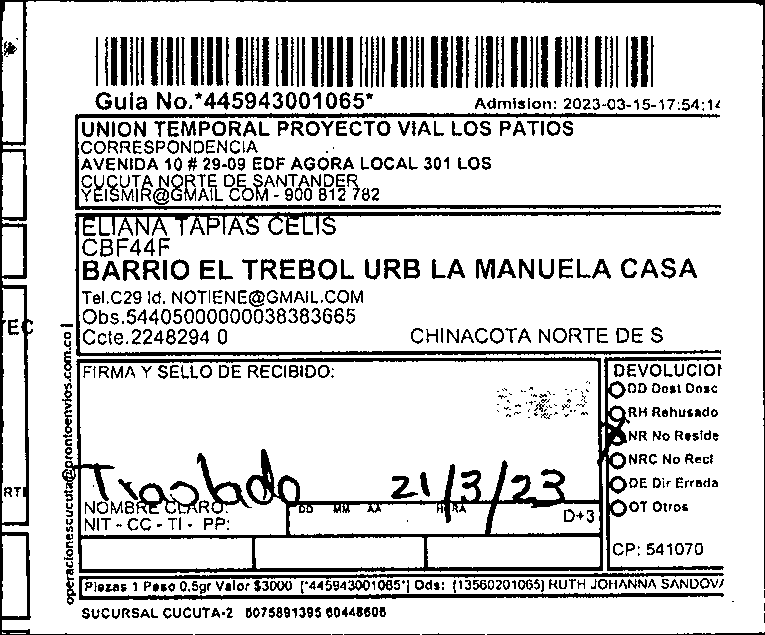 Guia No.*445943001065*
Admision: 2023-03-15-17:54:14
UNION TEMPORAL PROYECTO VIAL LOS PATIOS
CORRESPONDENCIA
AVENIDA 10 # 29-09 EDF AGORA LOCAL 301 LOS
CUCUTA NORTE DE SANTANDER
YEISMIR@GMAIL COM - 900 812 782
ELIANA TAPIAS CELIS
CBF44F
BARRIO EL TREBOL URB LA MANUELA CASA
Tel.C29 Id. NOTIENE@GMAIL.COM
Obs.54405000000038383665
Ccte.2248294 0
CHINACOTA NORTE DE S
TEC
operacionescucuta@prontoenvios.com.co
FIRMA Y SELLO DE RECIBIDO:
Traslado 21/3/23
NOMBRE CLARO:
DD MM AA HORA
NIT - CC - TI - PP:
D+3
DEVOLUCION
DD Dest Desc
RH Rehusado
NR No Reside
NRC No Recl
DE Dir Errada
OT Otros
CP: 541070
RTI
Piezas 1 Peso 0.5gr Valor $3000 [*445943001065*] Ods: (13560201065) RUTH JOHANNA SANDOVA
SUCURSAL CUCUTA-2 6075891395 60448606